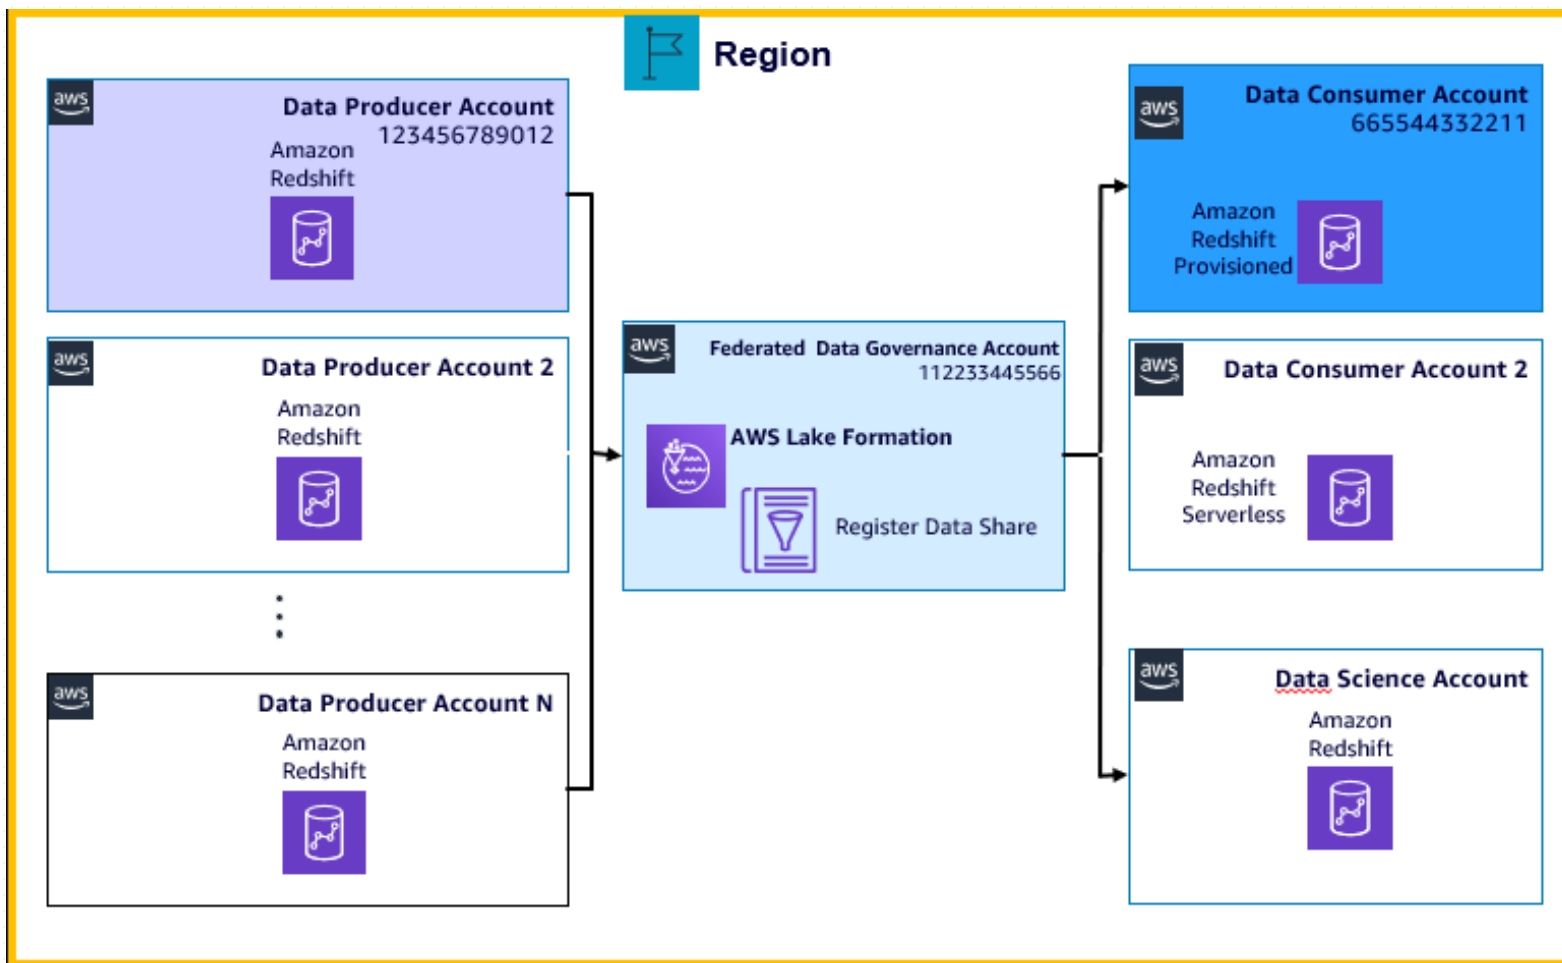 Region
aws
Data Producer Account
123456789012
Amazon
Redshift
aws
Data Producer Account 2
Amazon
Redshift
aws
Data Producer Account N
Amazon
Redshift
aws
Federated Data Governance Account
112233445566
AWS Lake Formation
Register Data Share
aws
Data Consumer Account
665544332211
Amazon
Redshift
Provisioned
aws
Data Consumer Account 2
Amazon
Redshift
Serverless
aws
Data Science Account
Amazon
Redshift